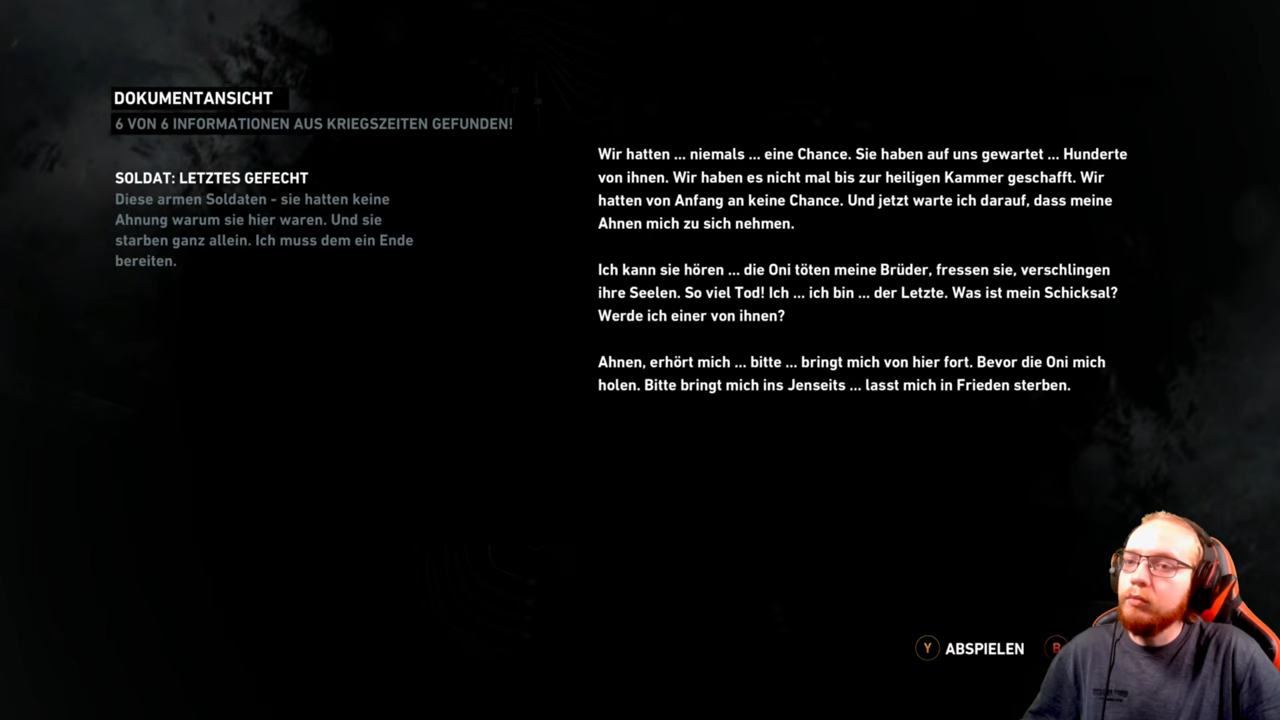 DOKUMENTANSICHT
6 VON 6 INFORMATIONEN AUS KRIEGSZEITEN GEFUNDEN!
SOLDAT: LETZTES GEFECHT
Diese armen Soldaten - sie hatten keine
Ahnung warum sie hier waren. Und sie
starben ganz allein. Ich muss dem ein Ende
bereiten.
Wir hatten ... niemals ... eine Chance. Sie haben auf uns gewartet ... Hunderte
von ihnen. Wir haben es nicht mal bis zur heiligen Kammer geschafft. Wir
hatten von Anfang an keine Chance. Und jetzt warte ich darauf, dass meine
Ahnen mich zu sich nehmen.
Ich kann sie hören ... die Oni töten meine Brüder, fressen sie, verschlingen
ihre Seelen. So viel Tod! Ich ... ich bin ... der Letzte. Was ist mein Schicksal?
Werde ich einer von ihnen?
Ahnen, erhört mich ... bitte ... bringt mich von hier fort. Bevor die Oni mich
holen. Bitte bringt mich ins Jenseits ... lasst mich in Frieden sterben.
Y ABSPIELEN B